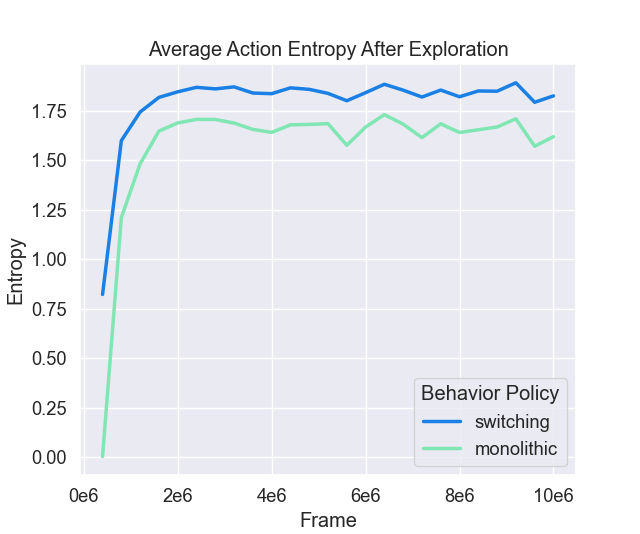 Average Action Entropy After Exploration
Entropy
1.75
1.50
1.25
1.00
0.75
0.50
0.25
0.00
Behavior Policy
switching
monolithic
0e6 2e6 4e6 6e6 8e6 10e6
Frame